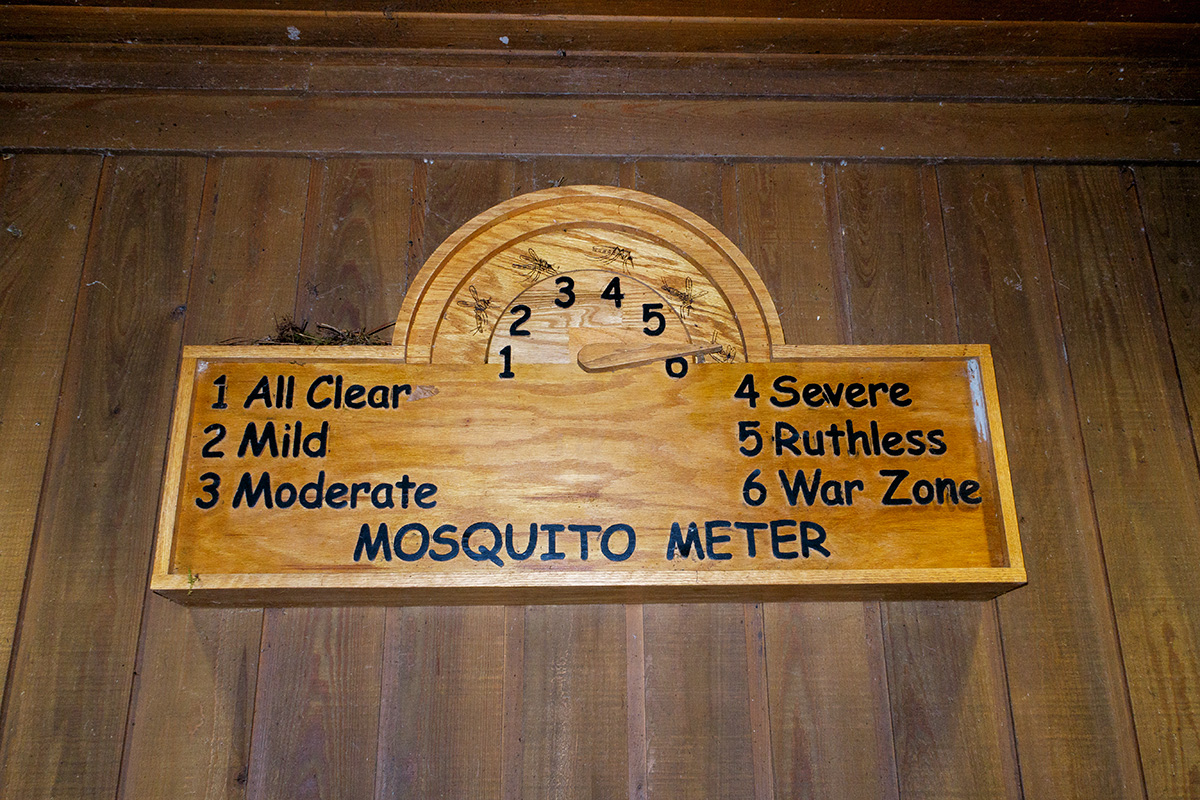 1 2 3 4 5 6
1 All Clear
2 Mild
3 Moderate
4 Severe
5 Ruthless
6 War Zone
MOSQUITO METER